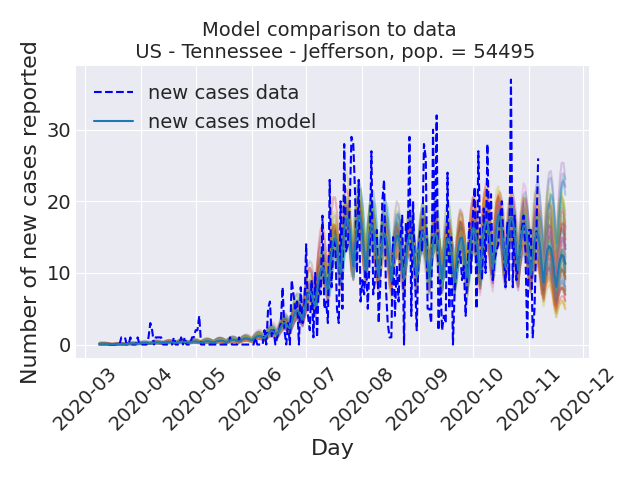 Model comparison to data
US - Tennessee - Jefferson, pop. = 54495
Number of new cases reported
new cases data
new cases model
30
20
10
0
2020-03
2020-04
2020-05
2020-06
2020-07
2020-08
2020-09
2020-10
2020-11
2020-12
Day